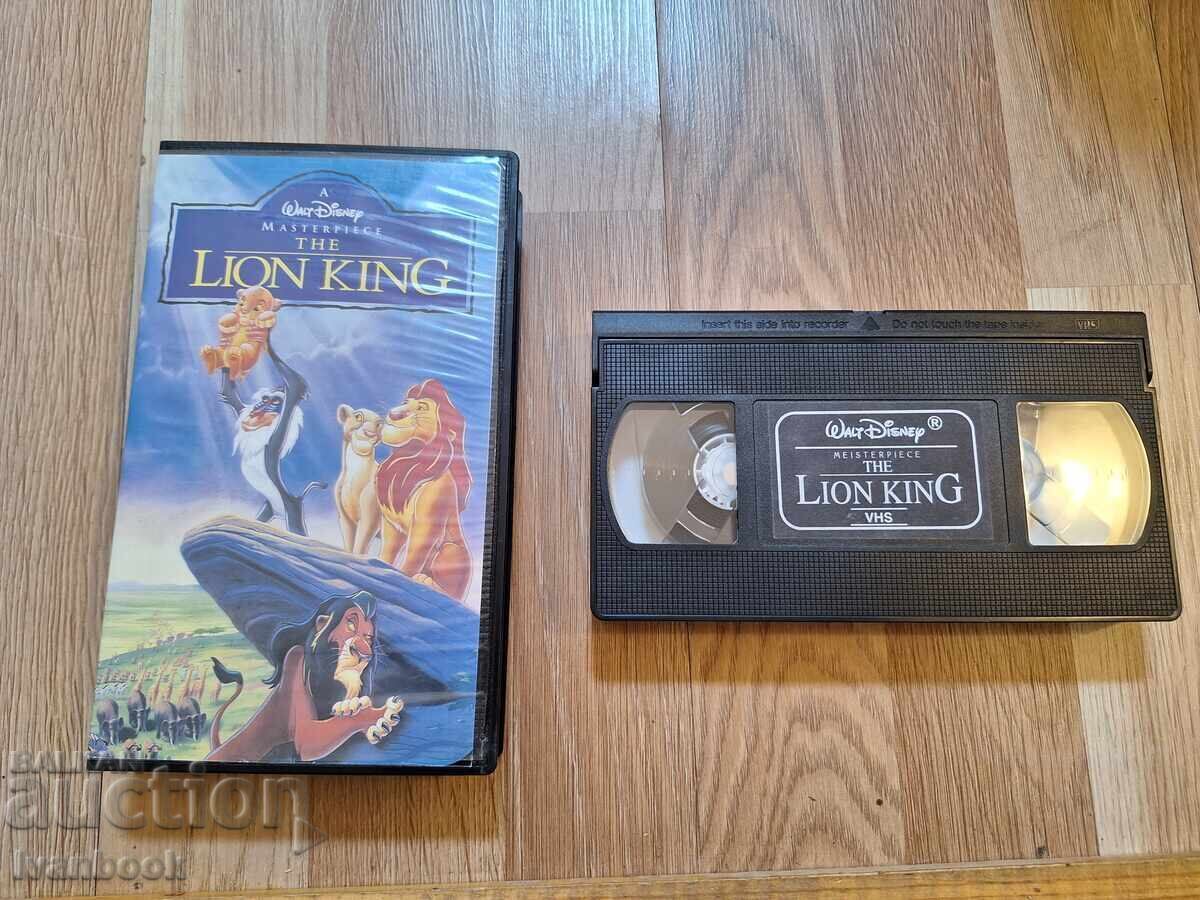 A
WALT DISNEY
MASTERPIECE
THE
LION KING
Insert this side into recorder Do not touch the tape inside VHS
WALT DISNEY ®
MEISTERPIECE
THE
LION KING
VHS
BALKAN
auction
Ivanbook